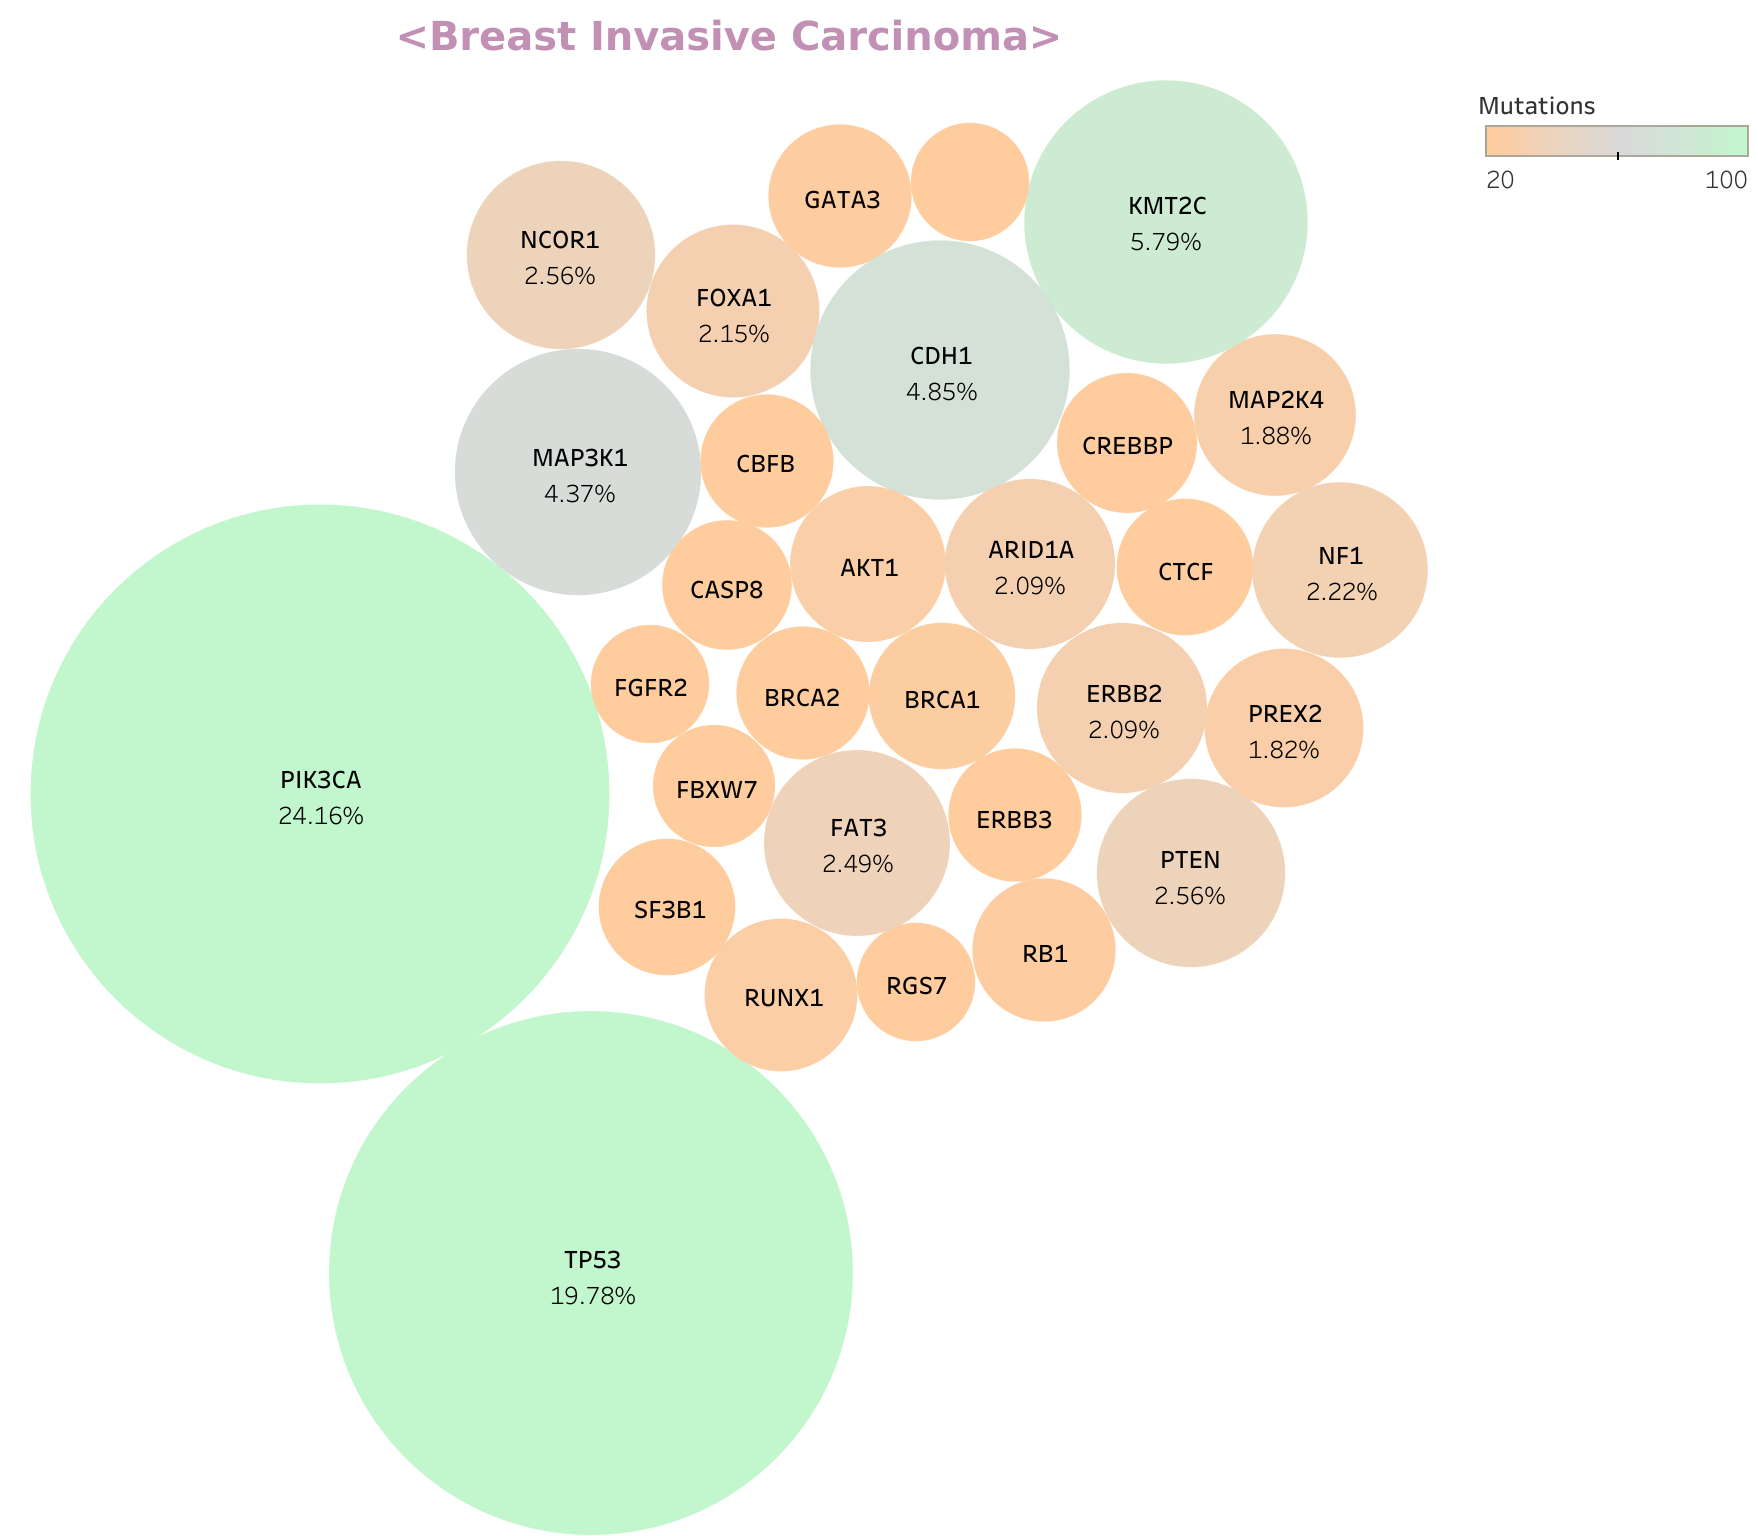 <Breast Invasive Carcinoma>
Mutations
20 100
GATA3
KMT2C
5.79%
NCOR1
2.56%
FOXA1
2.15%
CDH1
4.85%
MAP2K4
1.88%
CREBBP
MAP3K1
4.37%
CBFB
ARID1A
2.09%
NF1
2.22%
AKT1
CTCF
CASP8
FGFR2
BRCA2
BRCA1
ERBB2
2.09%
PREX2
1.82%
PIK3CA
24.16%
FBXW7
FAT3
2.49%
ERBB3
PTEN
2.56%
SF3B1
RB1
RUNX1
RGS7
TP53
19.78%